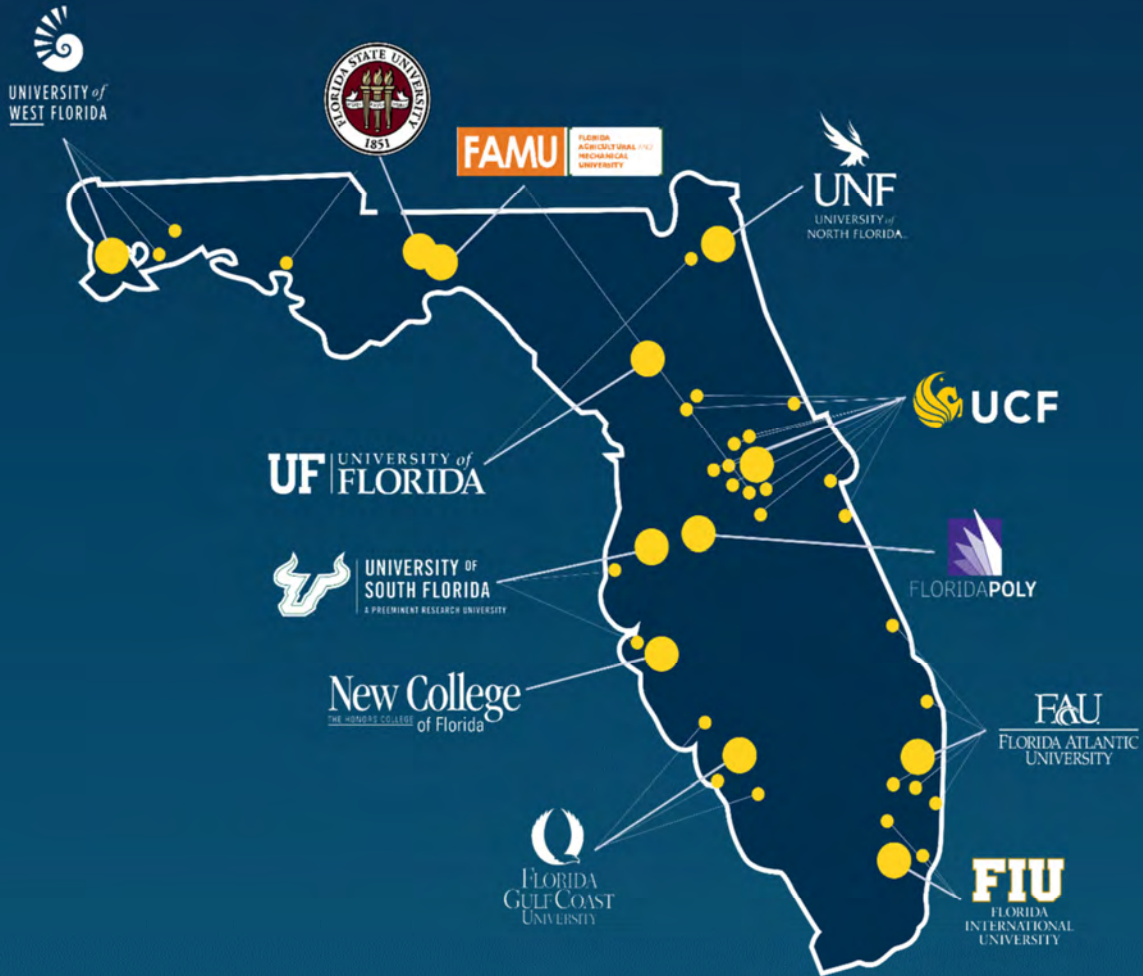 UNIVERSITY of
WEST FLORIDA
FLORIDA STATE UNIVERSITY
1851
FAMU
FLORIDA
AGRICULTURAL AND
MECHANICAL
UNIVERSITY
UNF
UNIVERSITY of
NORTH FLORIDA
UCF
UF
UNIVERSITY of
FLORIDA
UNIVERSITY OF
SOUTH FLORIDA
A PREEMINENT RESEARCH UNIVERSITY
FLORIDAPOLY
New College
THE HONORS COLLEGE of Florida
FAU
FLORIDA ATLANTIC
UNIVERSITY
FLORIDA
GULF COAST
UNIVERSITY
FIU
FLORIDA
INTERNATIONAL
UNIVERSITY